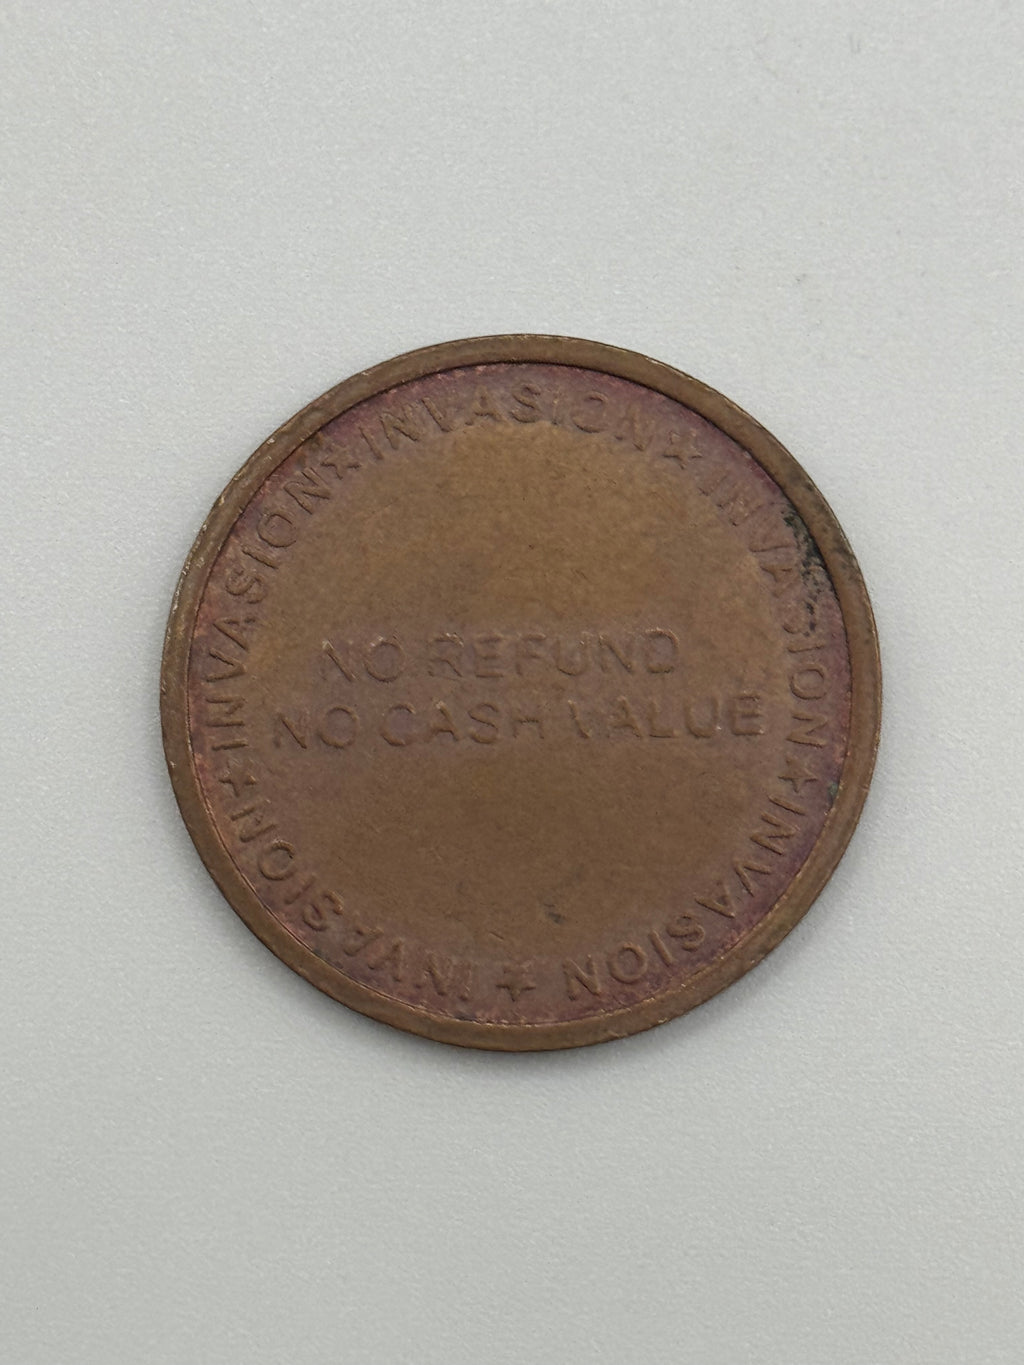 INVASION ☆ INVASION ☆ INVASION ☆ INVASION ☆ INVASION ☆
NO REFUND
NO CASH VALUE